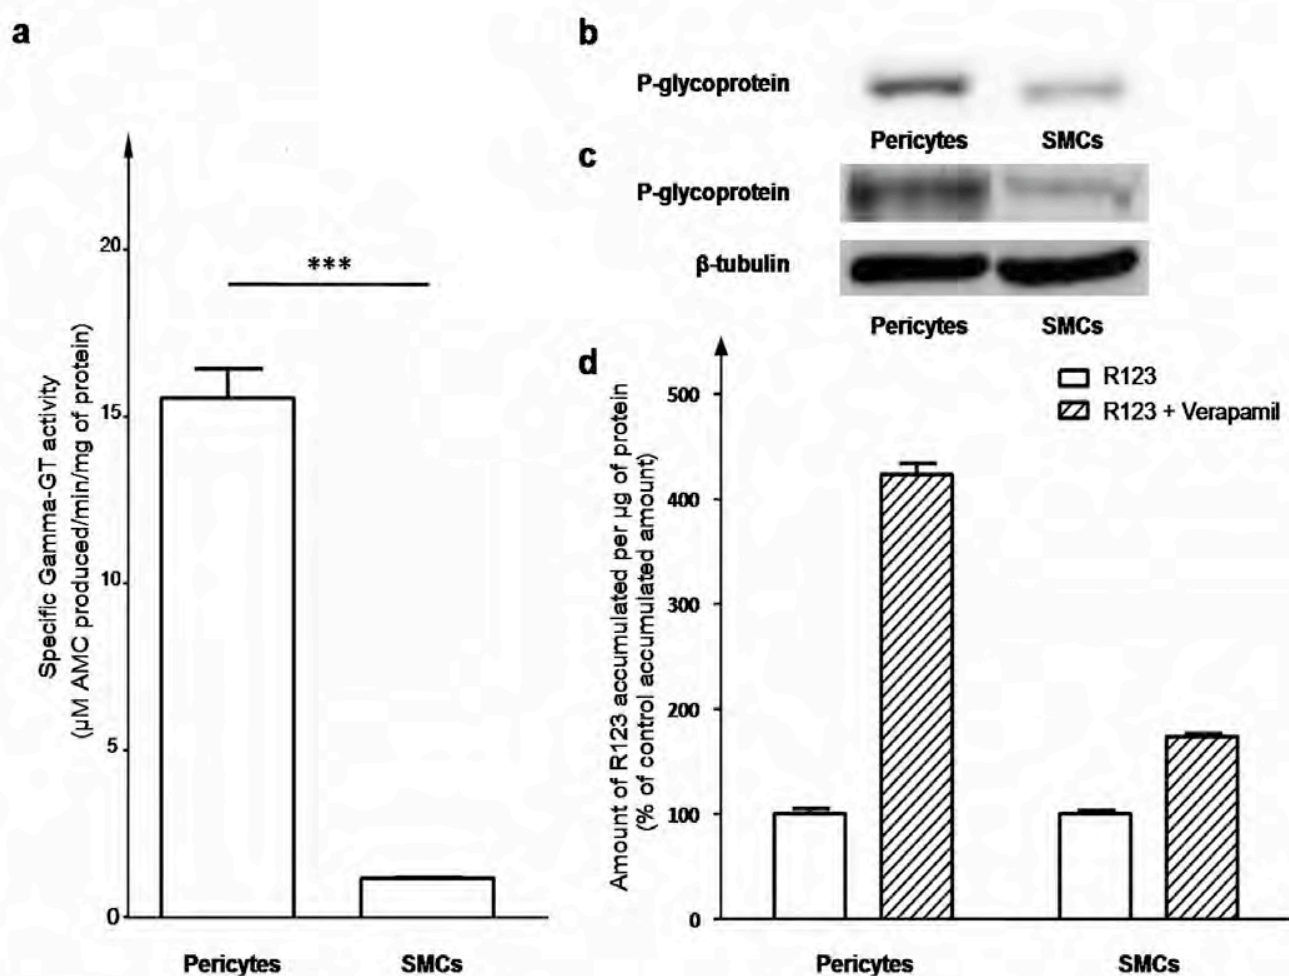 a
Specific Gamma-GT activity
(µM AMC produced/min/mg of protein)
20
15
10
5
0
***
Pericytes
SMCs
b
P-glycoprotein
Pericytes
SMCs
c
P-glycoprotein
β-tubulin
Pericytes
SMCs
d
Amount of R123 accumulated per µg of protein
(% of control accumulated amount)
500
400
300
200
100
0
R123
R123 + Verapamil
Pericytes
SMCs